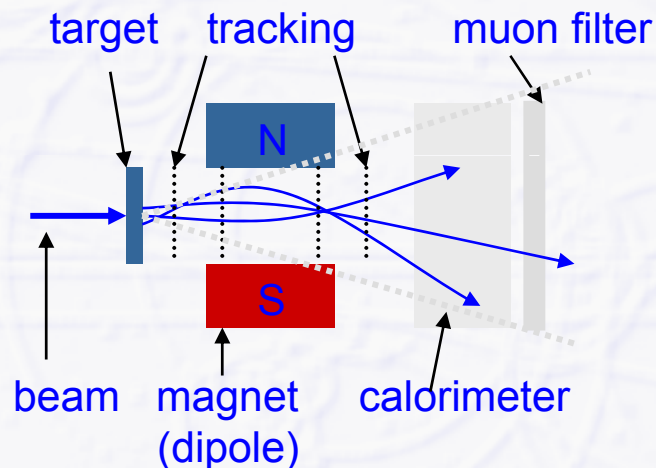 target tracking muon filter
N
S
beam magnet calorimeter
(dipole)